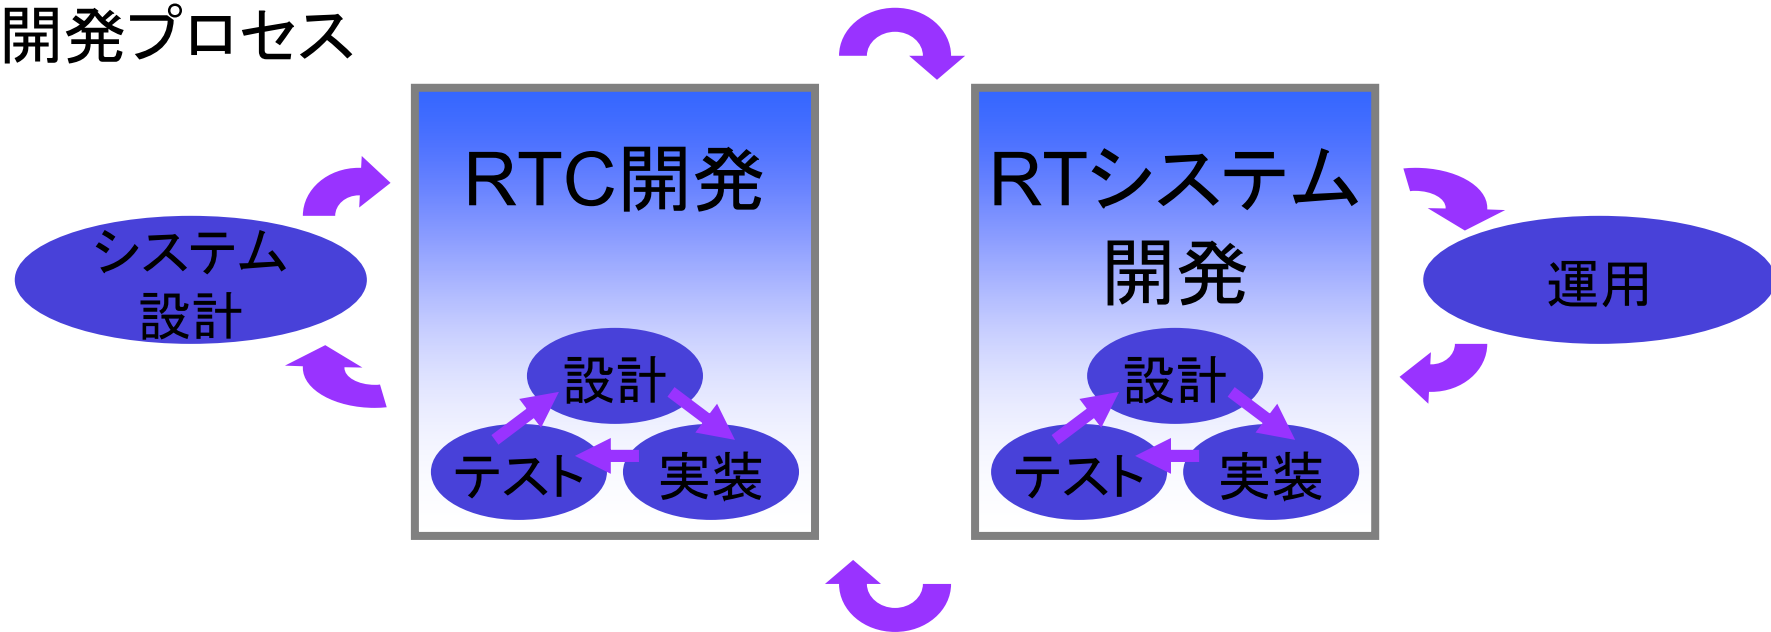 開発プロセス
システム
設計
RTC開発
設計
テスト
実装
RTシステム
開発
設計
テスト
実装
運用